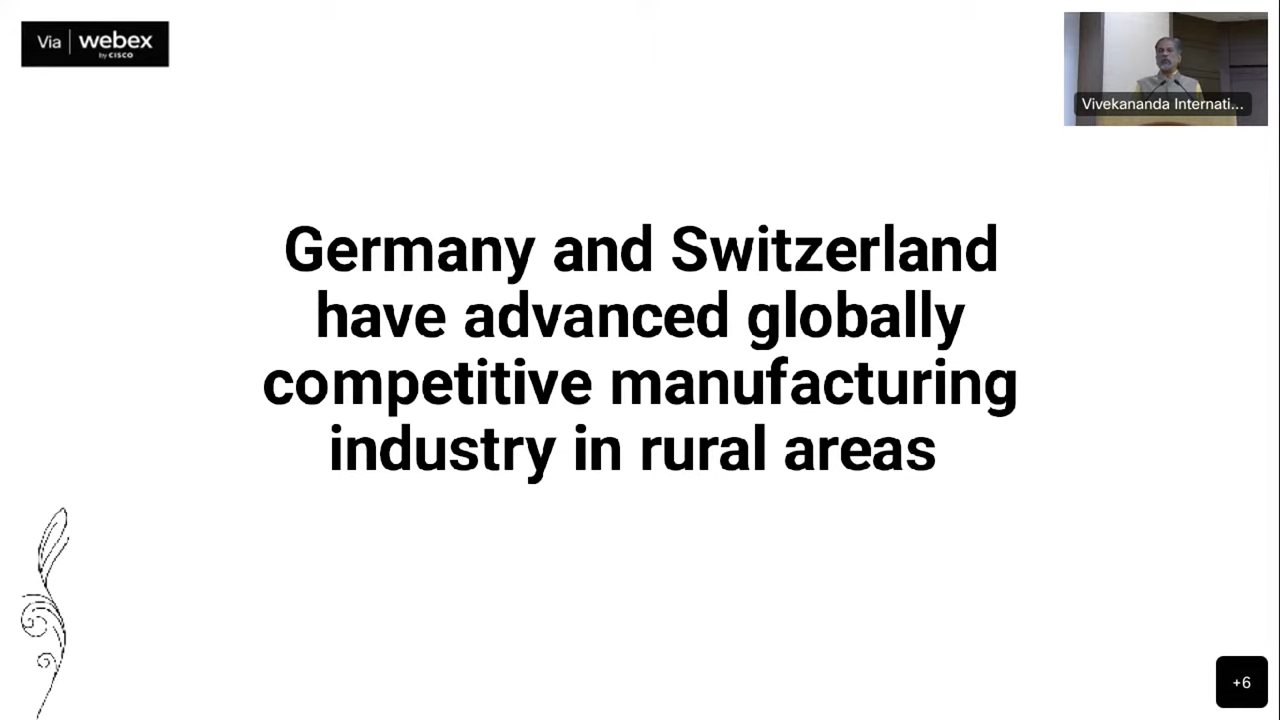 Via | webex
by CISCO
Vivekananda Internati...
Germany and Switzerland
have advanced globally
competitive manufacturing
industry in rural areas
+6